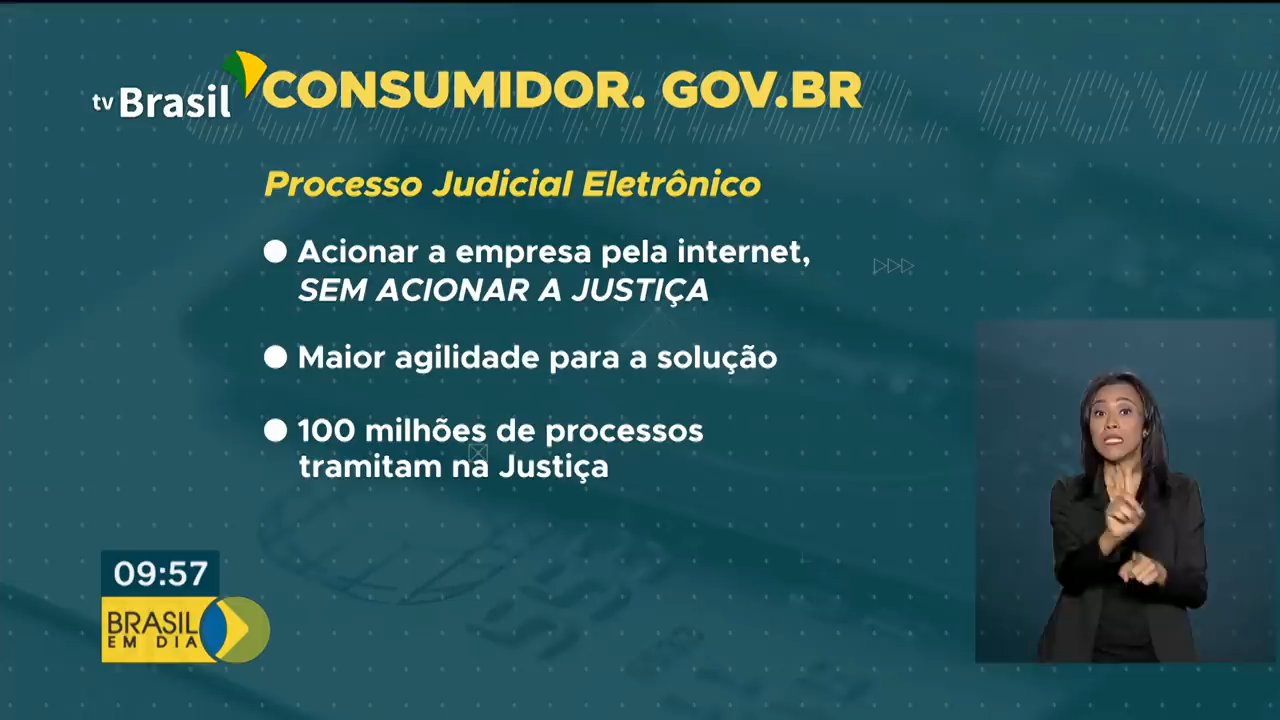 tv Brasil
CONSUMIDOR. GOV.BR
Processo Judicial Eletrônico
Acionar a empresa pela internet,
SEM ACIONAR A JUSTIÇA
Maior agilidade para a solução
100 milhões de processos
tramitam na Justiça
09:57
BRASIL
EM DIA